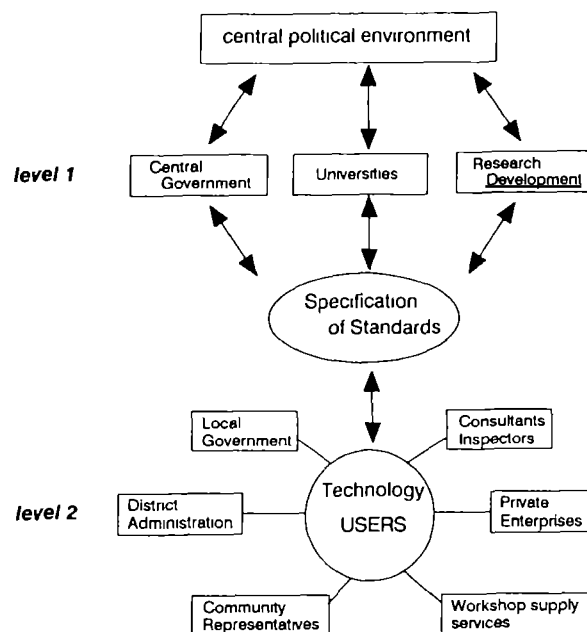 central political environment
level 1
Central
Government
Universities
Research
Development
Specification
of Standards
Local
Government
Consultants
Inspectors
Technology
USERS
level 2
District
Administration
Private
Enterprises
Community
Representatives
Workshop supply
services